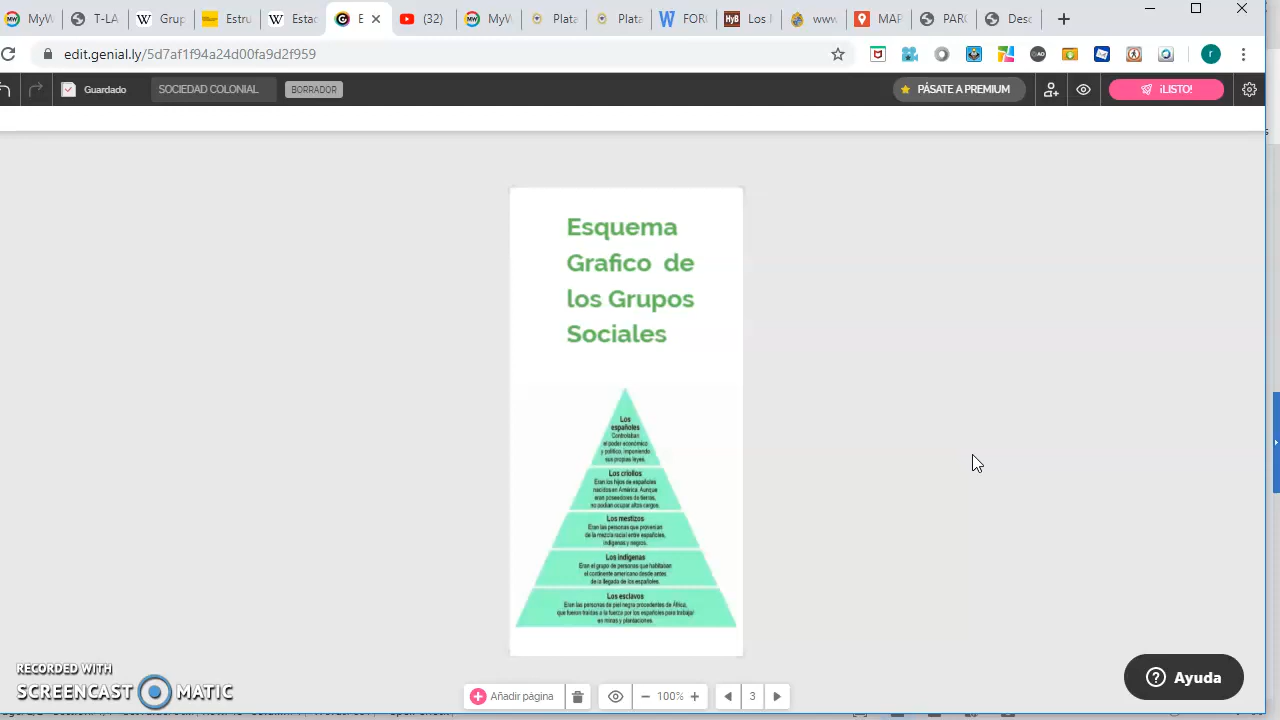 MyW
T-LA
Grup
Estru
Esta
E
(32)
MyW
Plata
Plata
FOR
Los I
www
MAP
PARC
Desc
edit.genial.ly/5d7af1f94a24d00fa9d2f959
Guardado
SOCIEDAD COLONIAL
BORRADOR
PÁSATE A PREMIUM
¡LISTO!
Esquema
Grafico de
los Grupos
Sociales
Los
españoles
Controlaban
el poder económico
y político, imponiendo
sus propias leyes.
Los criollos
Eran los hijos de españoles
nacidos en América. Aunque
eran poseedores de tierras,
no podían ocupar altos cargos.
Los mestizos
Eran las personas que provenían
de la mezcla racial entre españoles,
indígenas y negros.
Los indígenas
Eran el grupo de personas que habitaban
el continente americano desde antes
de la llegada de los españoles.
Los esclavos
Eran las personas de piel negra procedentes de África,
que fueron traídas a la fuerza por los españoles para trabajar
en minas y plantaciones.
RECORDED WITH
SCREENCAST MATIC
Añadir página
100%
3
Ayuda